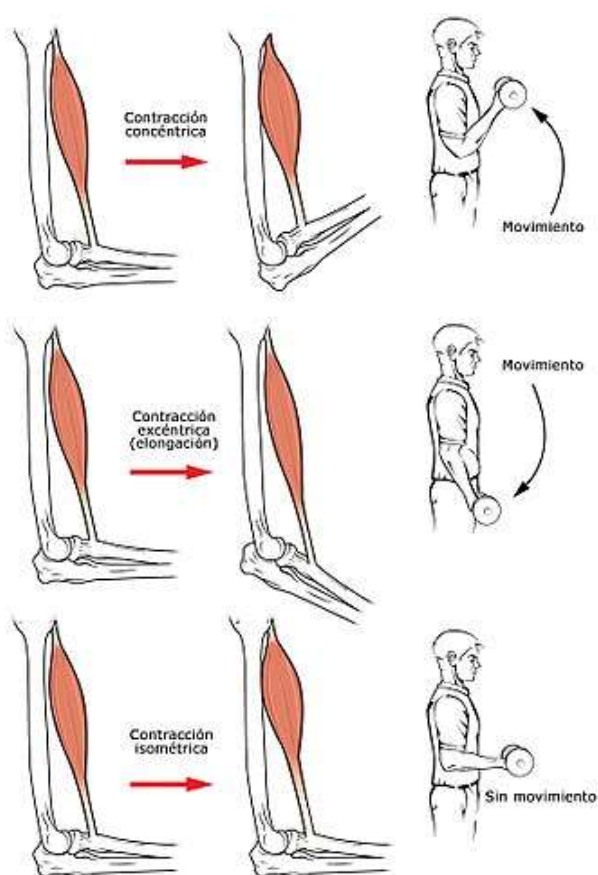 Contracción
concéntrica
Movimiento
Contracción
excéntrica
(elongación)
Movimiento
Contracción
isométrica
Sin movimiento